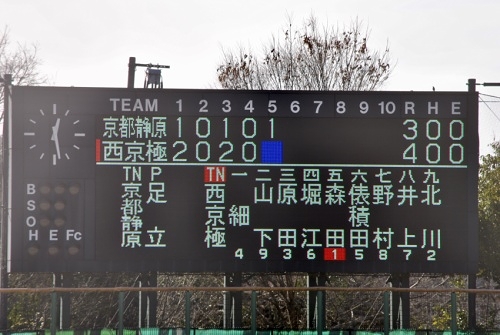 TEAM 1 2 3 4 5 6 7 8 9 10 R H E
京都静原 1 0 1 0 1 3 0 0
西京極 2 0 2 0 4 0 0
TN P TN 一 二 三 四 五 六 七 八 九
京都静原
足立
西京極
細
山下
原田
堀江
森田
俵積田
野村
井上
北川
4 9 3 6 1 5 8 7 2
B
S
O
H E Fc